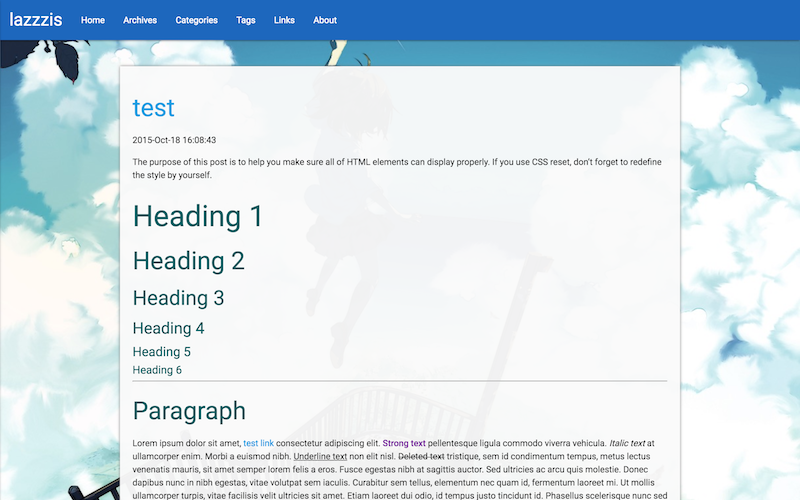 lazzzis Home Archives Categories Tags Links About
test
2015-Oct-18 16:08:43
The purpose of this post is to help you make sure all of HTML elements can display properly. If you use CSS reset, don't forget to redefine
the style by yourself.
Heading 1
Heading 2
Heading 3
Heading 4
Heading 5
Heading 6
Paragraph
Lorem ipsum dolor sit amet, test link consectetur adipiscing elit. Strong text pellentesque ligula commodo viverra vehicula. Italic text at
ullamcorper enim. Morbi a euismod nibh. Underline text non elit nisl. Deleted text tristique, sem id condimentum tempus, metus lectus
venenatis mauris, sit amet semper lorem felis a eros. Fusce egestas nibh at sagittis auctor. Sed ultricies ac arcu quis molestie. Donec
dapibus nunc in nibh egestas, vitae volutpat sem iaculis. Curabitur sem tellus, elementum nec quam id, fermentum laoreet mi. Ut mollis
ullamcorper turpis, vitae facilisis velit ultricies sit amet. Etiam laoreet dui odio, id tempus justo tincidunt id. Phasellus scelerisque nunc sed